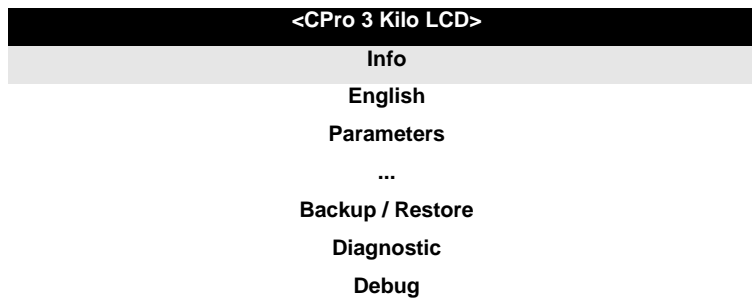 <CPro 3 Kilo LCD>
Info
English
Parameters
...
Backup / Restore
Diagnostic
Debug